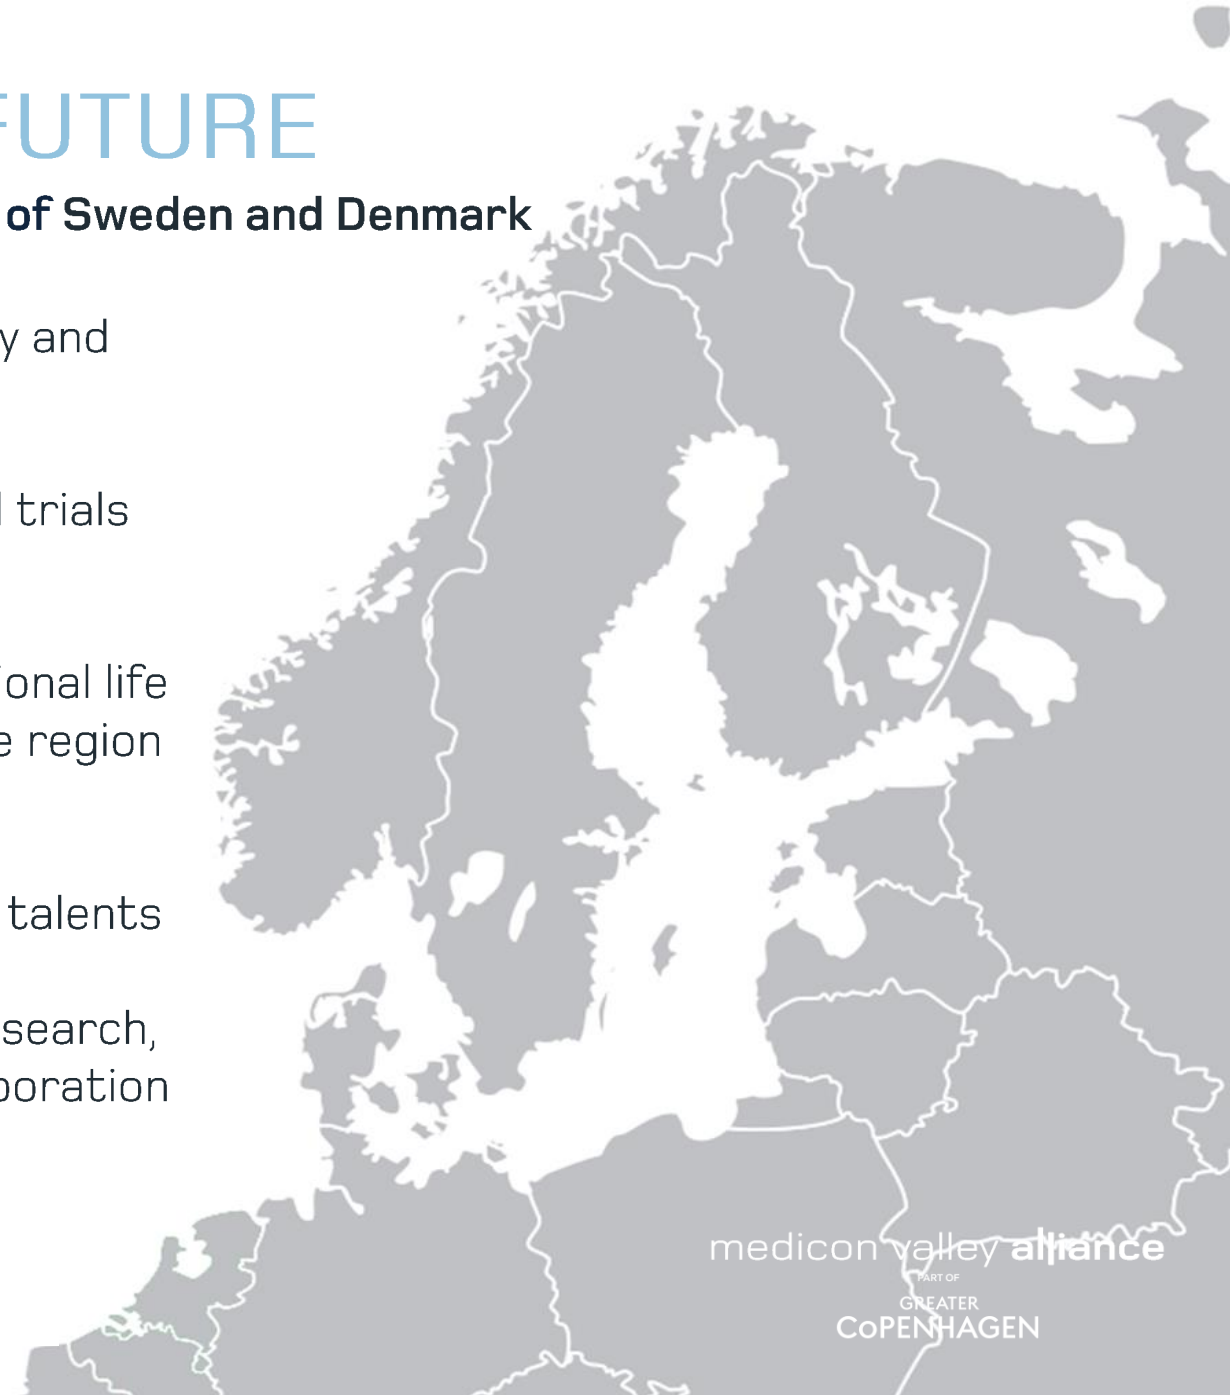 FUTURE
of Sweden and Denmark
y and
trials
onal life
e region
talents
search,
oration
medicon valley alliance
PART OF
GREATER
COPENHAGEN